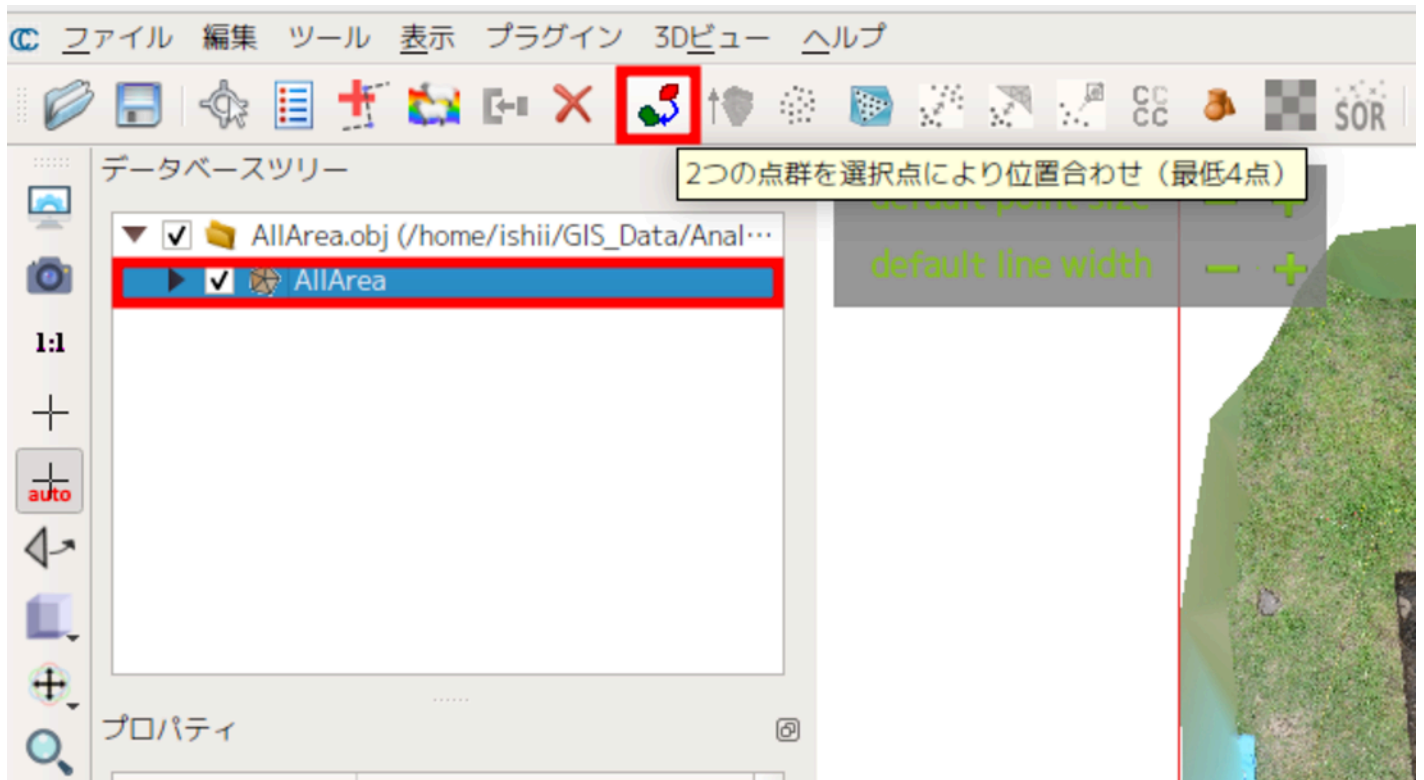 ファイル 編集 ツール 表示 プラグイン 3Dビュー ヘルプ
CC
CC
SOR
データベースツリー
2つの点群を選択点により位置合わせ（最低4点）
default point size
AllArea.obj (/home/ishii/GIS_Data/Anal…
default line width
AllArea
1:1
auto
プロパティ